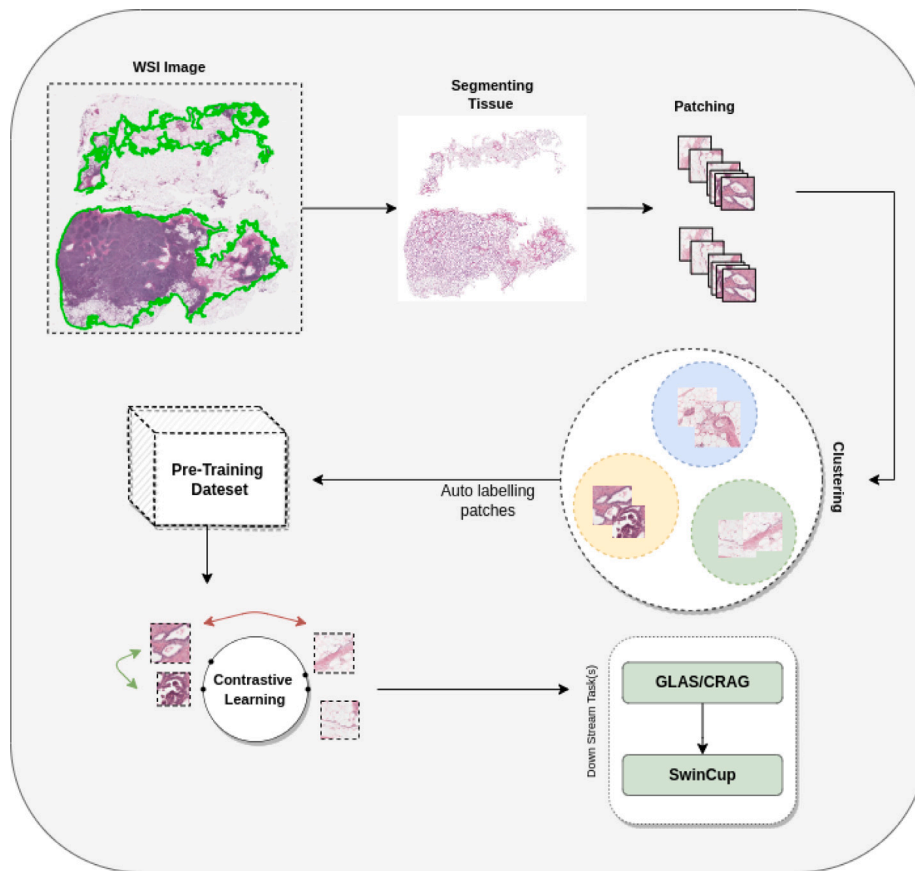 WSI Image
Segmenting
Tissue
Patching
Clustering
Auto labelling
patches
Pre-Training
Dateset
Contrastive
Learning
Down Stream Task(s)
GLAS/CRAG
SwinCup